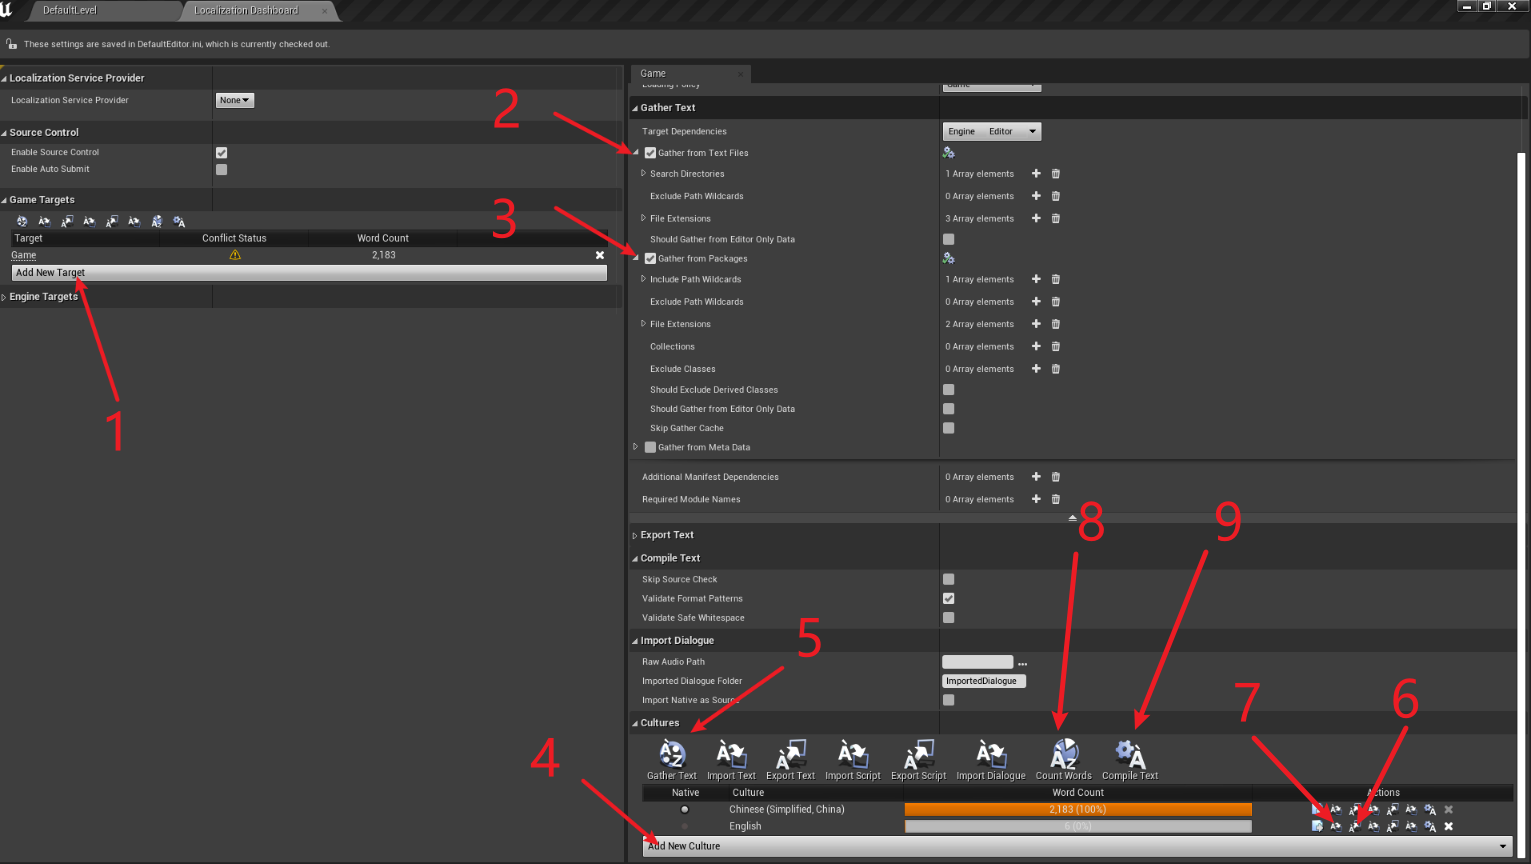 DefaultLevel
Localization Dashboard
These settings are saved in DefaultEditor.ini, which is currently checked out.
Localization Service Provider
Localization Service Provider None
Source Control
Enable Source Control
Enable Auto Submit
Game Targets
Target Conflict Status Word Count
Game 2,183
Add New Target
Engine Targets
1
Game
Loading Policy Game
Gather Text
2
Target Dependencies Engine Editor
Gather from Text Files
Search Directories 1 Array elements
Exclude Path Wildcards 0 Array elements
3
File Extensions 3 Array elements
Should Gather from Editor Only Data
Gather from Packages
Include Path Wildcards 1 Array elements
Exclude Path Wildcards 0 Array elements
File Extensions 2 Array elements
Collections 0 Array elements
Exclude Classes 0 Array elements
Should Exclude Derived Classes
Should Gather from Editor Only Data
Skip Gather Cache
Gather from Meta Data
Additional Manifest Dependencies 0 Array elements
Required Module Names 0 Array elements
8 9
Export Text
Compile Text
Skip Source Check
Validate Format Patterns
Validate Safe Whitespace
5
Import Dialogue
Raw Audio Path ...
Imported Dialogue Folder ImportedDialogue
Import Native as Source
7 6
Cultures
4
Gather Text Import Text Export Text Import Script Export Script Import Dialogue Count Words Compile Text
Native Culture Word Count Actions
Chinese (Simplified, China) 2,183 (100%)
English 6 (0%)
Add New Culture